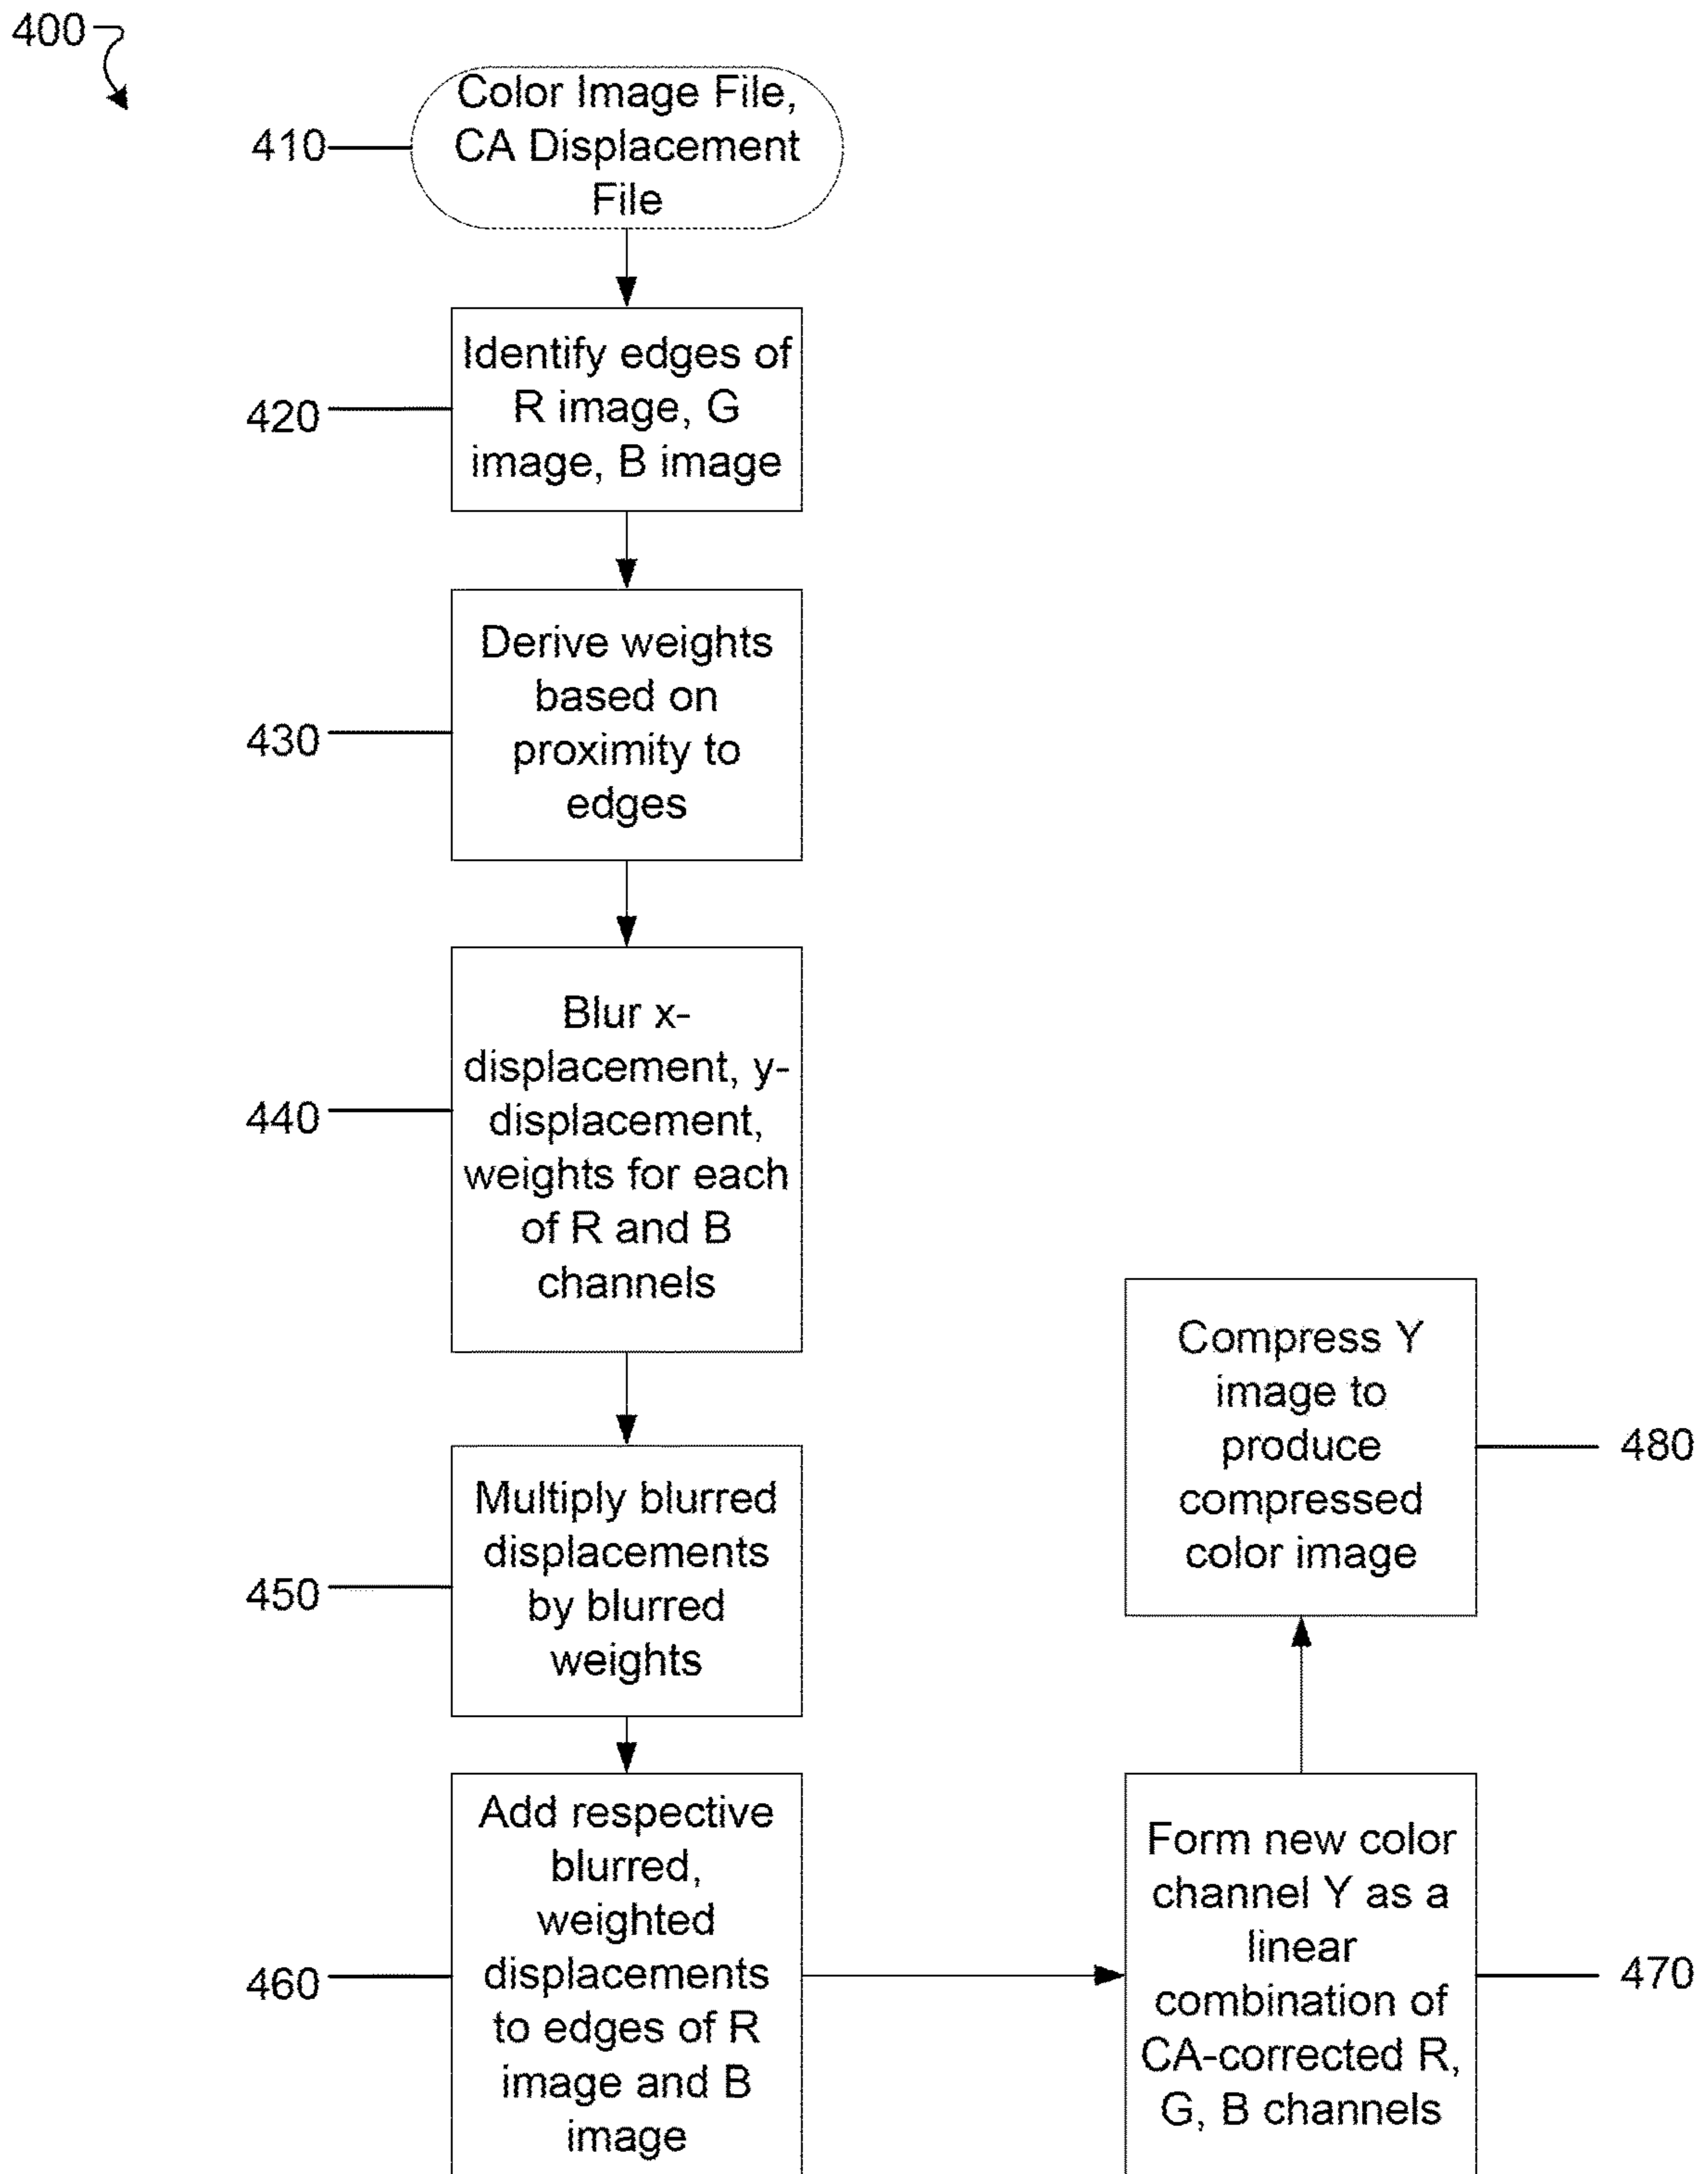 400
410
Color Image File,
CA Displacement
File
420
Identify edges of
R image, G
image, B image
430
Derive weights
based on
proximity to
edges
440
Blur x-
displacement, y-
displacement,
weights for each
of R and B
channels
450
Multiply blurred
displacements
by blurred
weights
460
Add respective
blurred,
weighted
displacements
to edges of R
image and B
image
Form new color
channel Y as a
linear
combination of
CA-corrected R,
G, B channels
470
Compress Y
image to
produce
compressed
color image
480